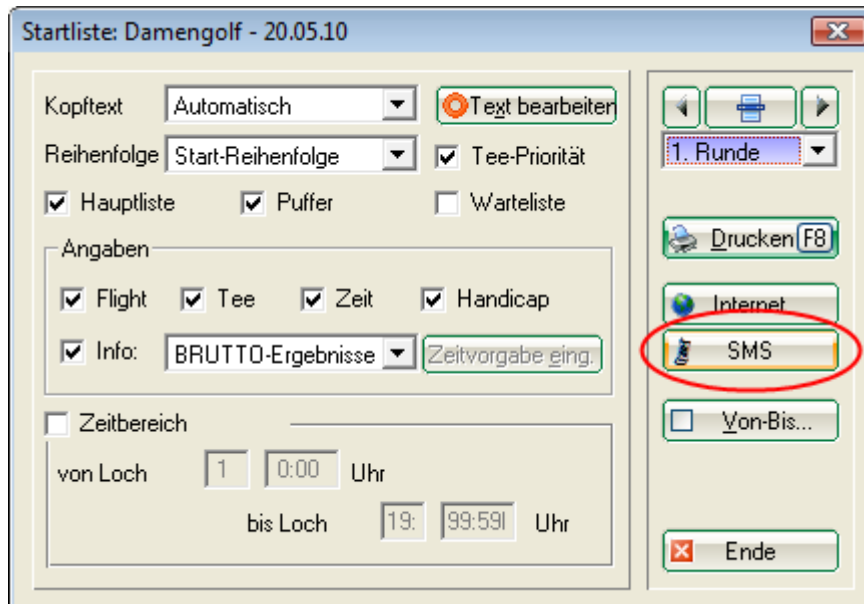 Startliste: Damengolf - 20.05.10
Kopftext Automatisch Text bearbeiten
Reihenfolge Start-Reihenfolge Tee-Priorität
1. Runde
Hauptliste Puffer Warteliste
Drucken F8
Angaben
Flight Tee Zeit Handicap
Internet
Info: BRUTTO-Ergebnisse Zeitvorgabe eing.
SMS
Zeitbereich
Von-Bis...
von Loch 1 0:00 Uhr
bis Loch 19: 99:59 Uhr
Ende